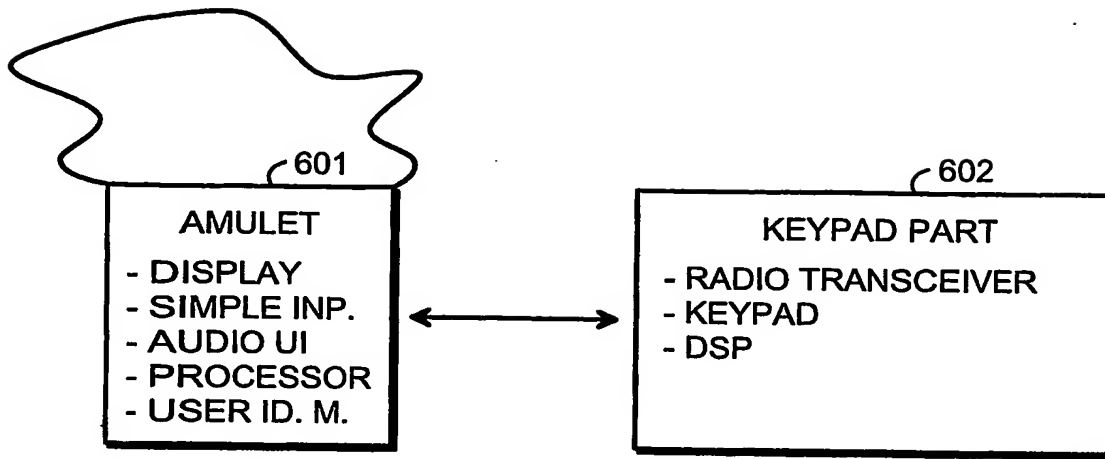 601
AMULET
- DISPLAY
- SIMPLE INP.
- AUDIO UI
- PROCESSOR
- USER ID. M.
602
KEYPAD PART
- RADIO TRANSCEIVER
- KEYPAD
- DSP